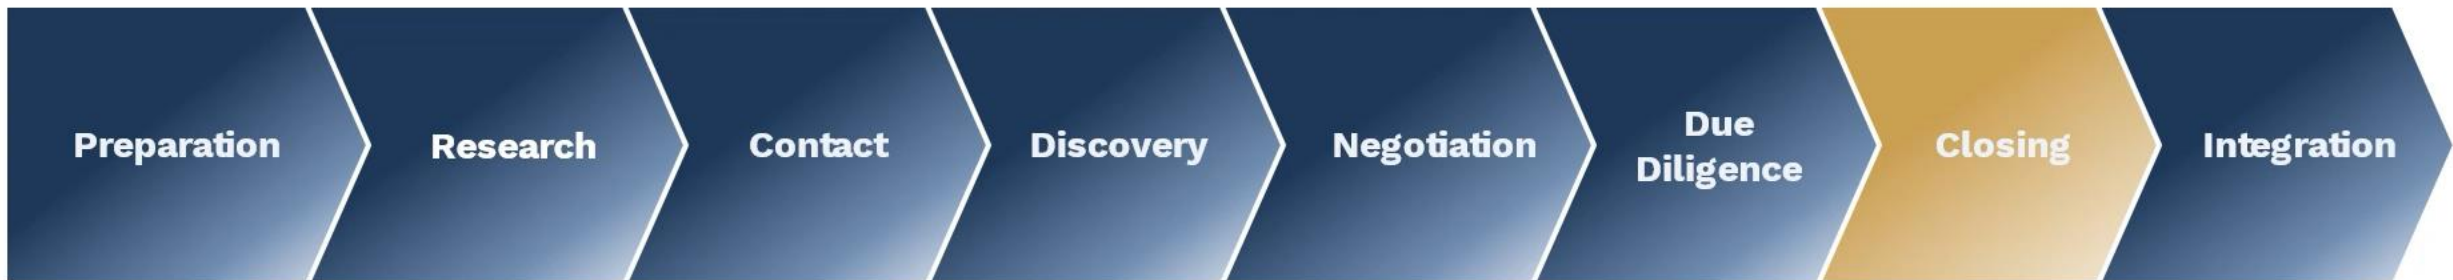 Preparation
Research
Contact
Discovery
Negotiation
Due
Diligence
Closing
Integration